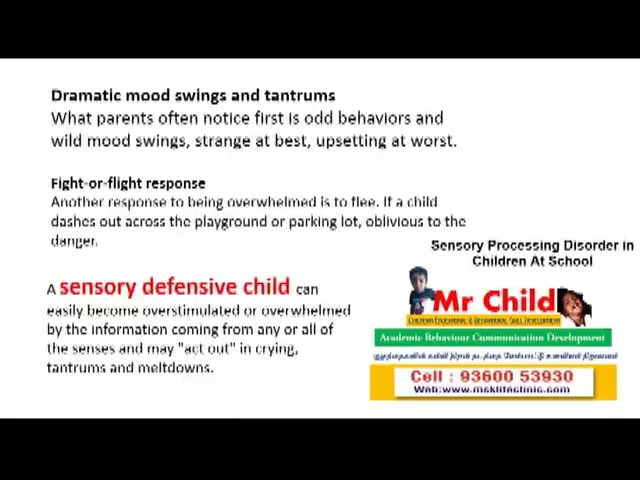 Dramatic mood swings and tantrums
What parents often notice first is odd behaviors and
wild mood swings, strange at best, upsetting at worst.
Fight-or-flight response
Another response to being overwhelmed is to flee. If a child
dashes out across the playground or parking lot, oblivious to the
danger.
A sensory defensive child can
easily become overstimulated or overwhelmed
by the information coming from any or all of
the senses and may "act out" in crying,
tantrums and meltdowns.
Sensory Processing Disorder in
Children At School
Mr Child
CHILDREN EDUCATIONAL & BEHAVIOURAL SKILL DEVELOPMENT
Academic Behaviour Communication Development
Cell : 93600 53930
Web:www.msklifeclinic.com